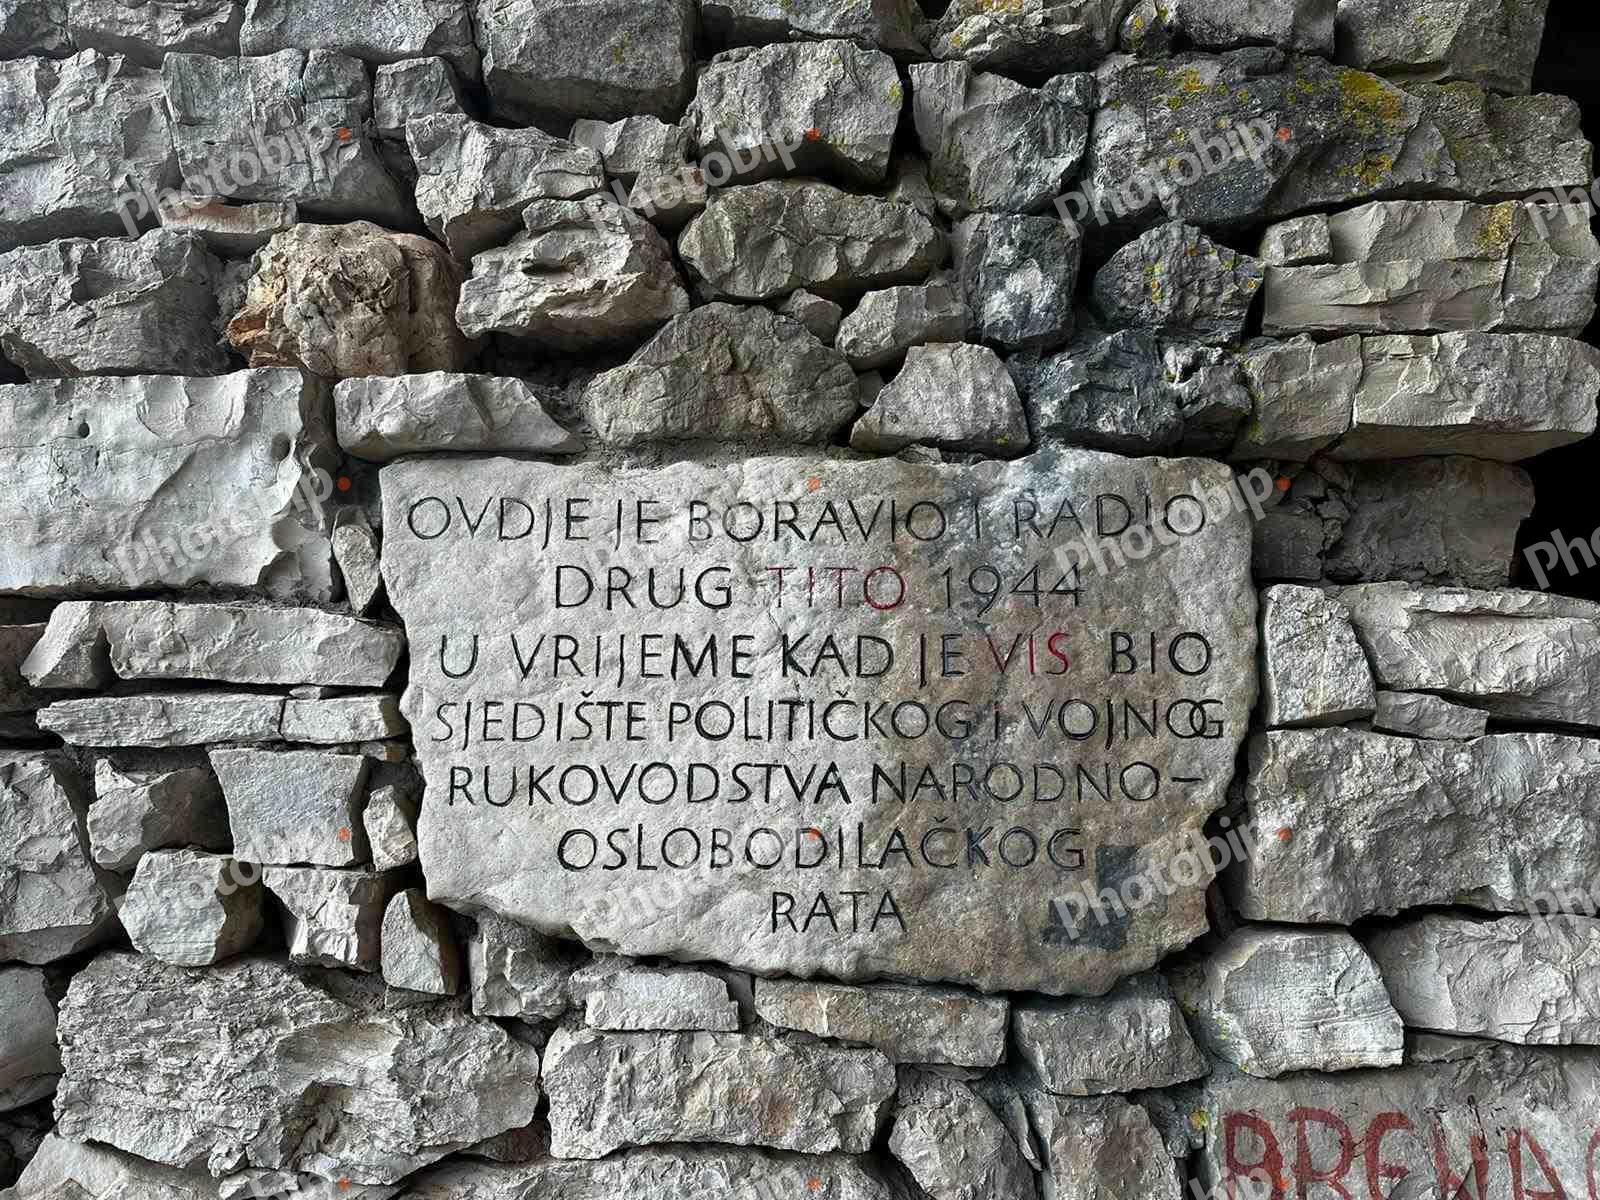 OVDJE JE BORAVIO I RADIO
DRUG TITO 1944
U VRIJEME KAD JE VIS BIO
SJEDIŠTE POLITIČKOG I VOJNOG
RUKOVODSTVA NARODNO-
OSLOBODILAČKOG
RATA